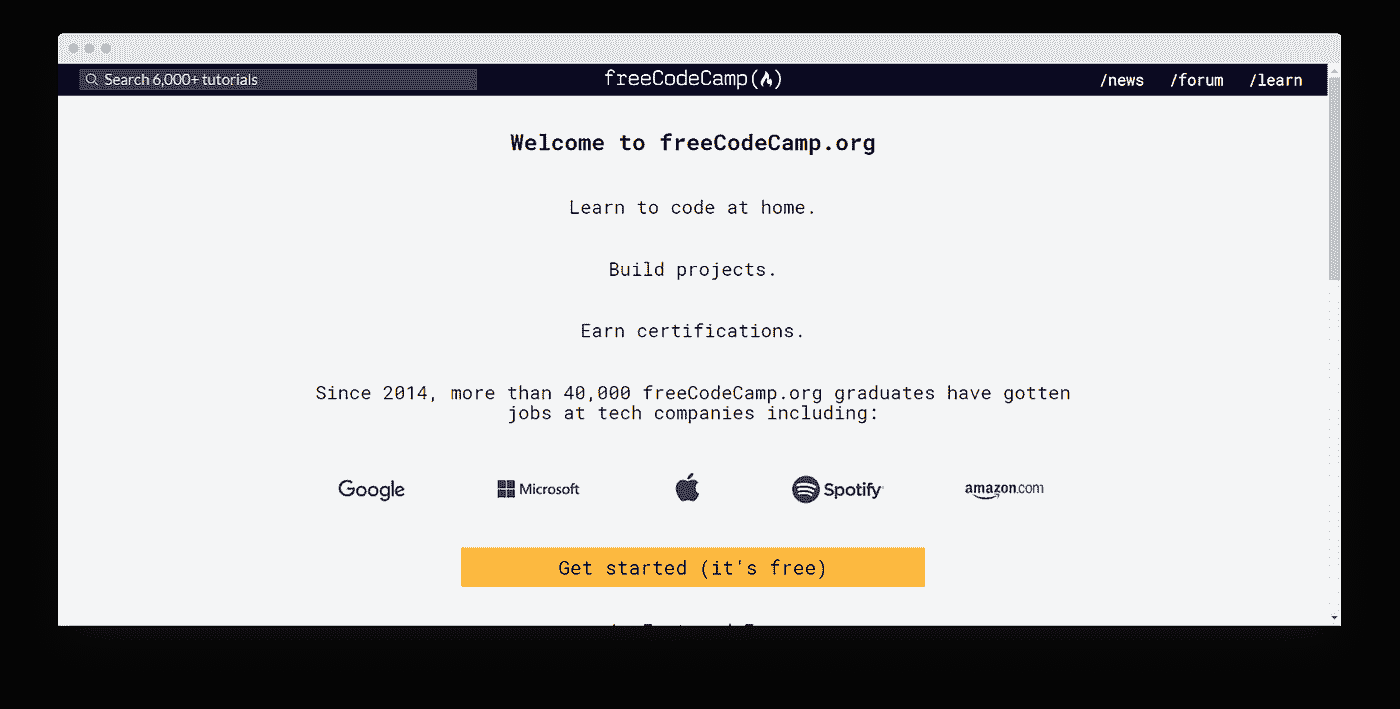 Search 6,000+ tutorials
freeCodeCamp
/news
/forum
/learn
Welcome to freeCodeCamp.org
Learn to code at home.
Build projects.
Earn certifications.
Since 2014, more than 40,000 freeCodeCamp.org graduates have gotten
jobs at tech companies including:
Google
Microsoft
Spotify
amazon.com
Get started (it's free)